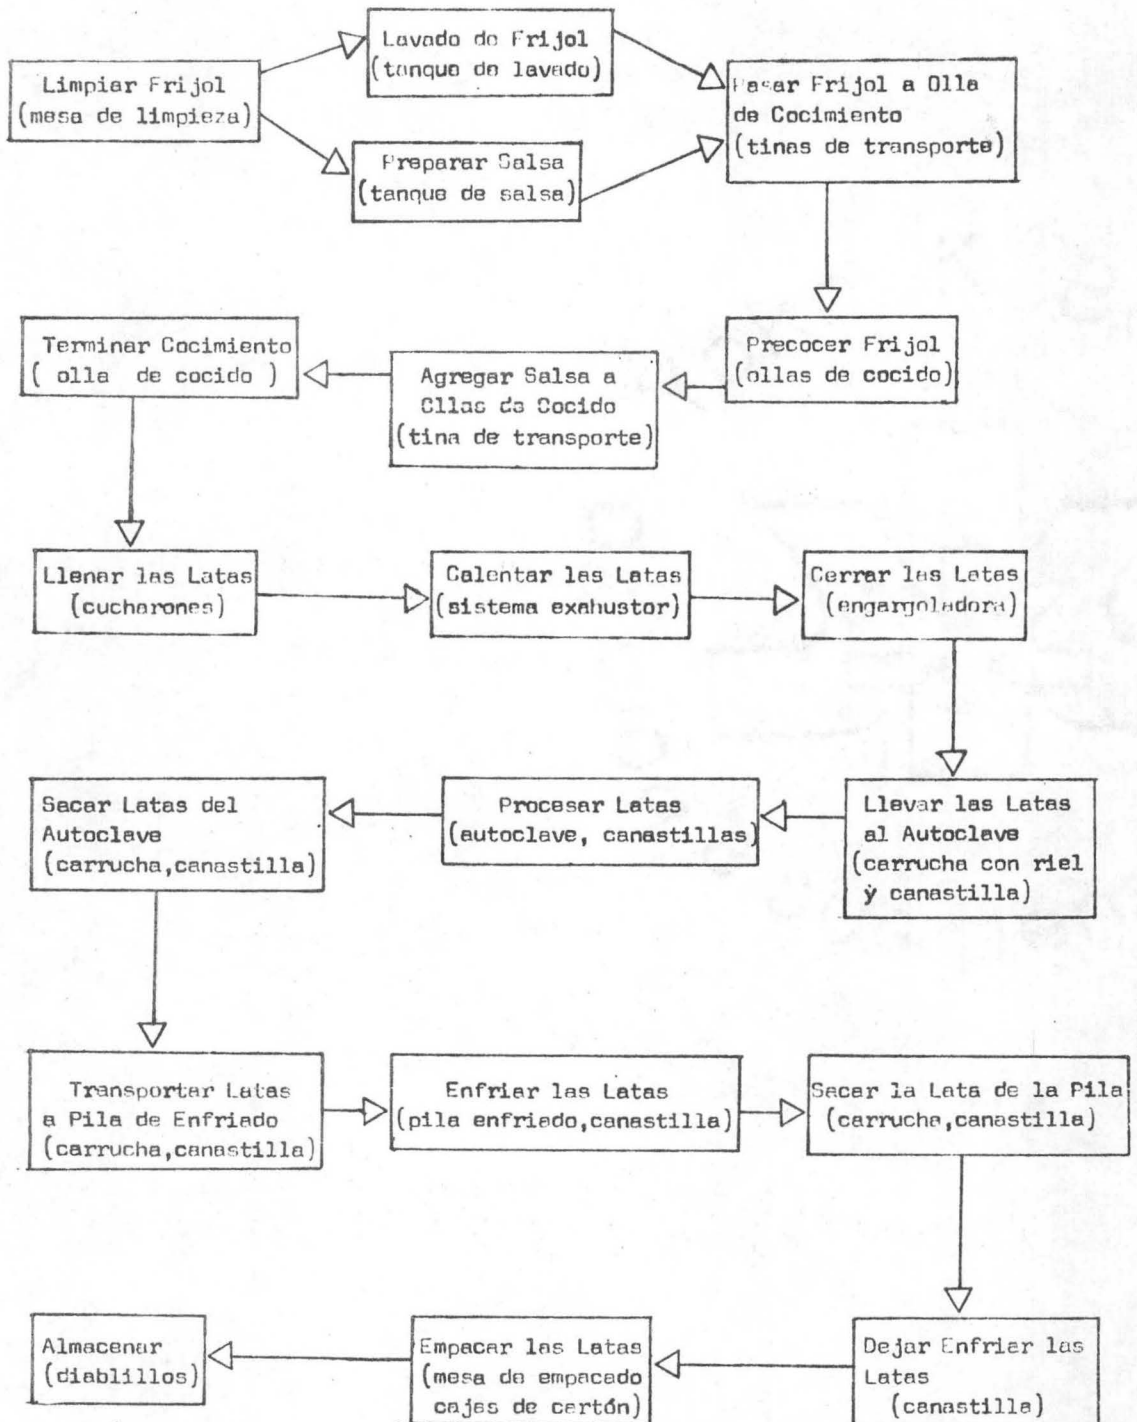 Lavado de Frijol
(tanque de lavado)
Limpiar Frijol
(mesa de limpieza)
Pasar Frijol a Olla
de Cocimiento
(tinas de transporte)
Preparar Salsa
(tanque de salsa)
Terminar Cocimiento
( olla de cocido )
Agregar Salsa a
Ollas de Cocido
(tina de transporte)
Precocer Frijol
(ollas de cocido)
Llenar las Latas
(cucharones)
Calentar las Latas
(sistema exahustor)
Cerrar las Latas
(engargoladora)
Sacar Latas del
Autoclave
(carrucha,canastilla)
Procesar Latas
(autoclave, canastillas)
Llevar las Latas
al Autoclave
(carrucha con riel
y canastilla)
Transportar Latas
a Pila de Enfriado
(carrucha,canastilla)
Enfriar las Latas
(pila enfriado,canastilla)
Sacar la Lata de la Pila
(carrucha,canastilla)
Almacenar
(diablillos)
Empacar las Latas
(mesa de empacado
cajas de cartón)
Dejar Enfriar las
Latas
(canastilla)